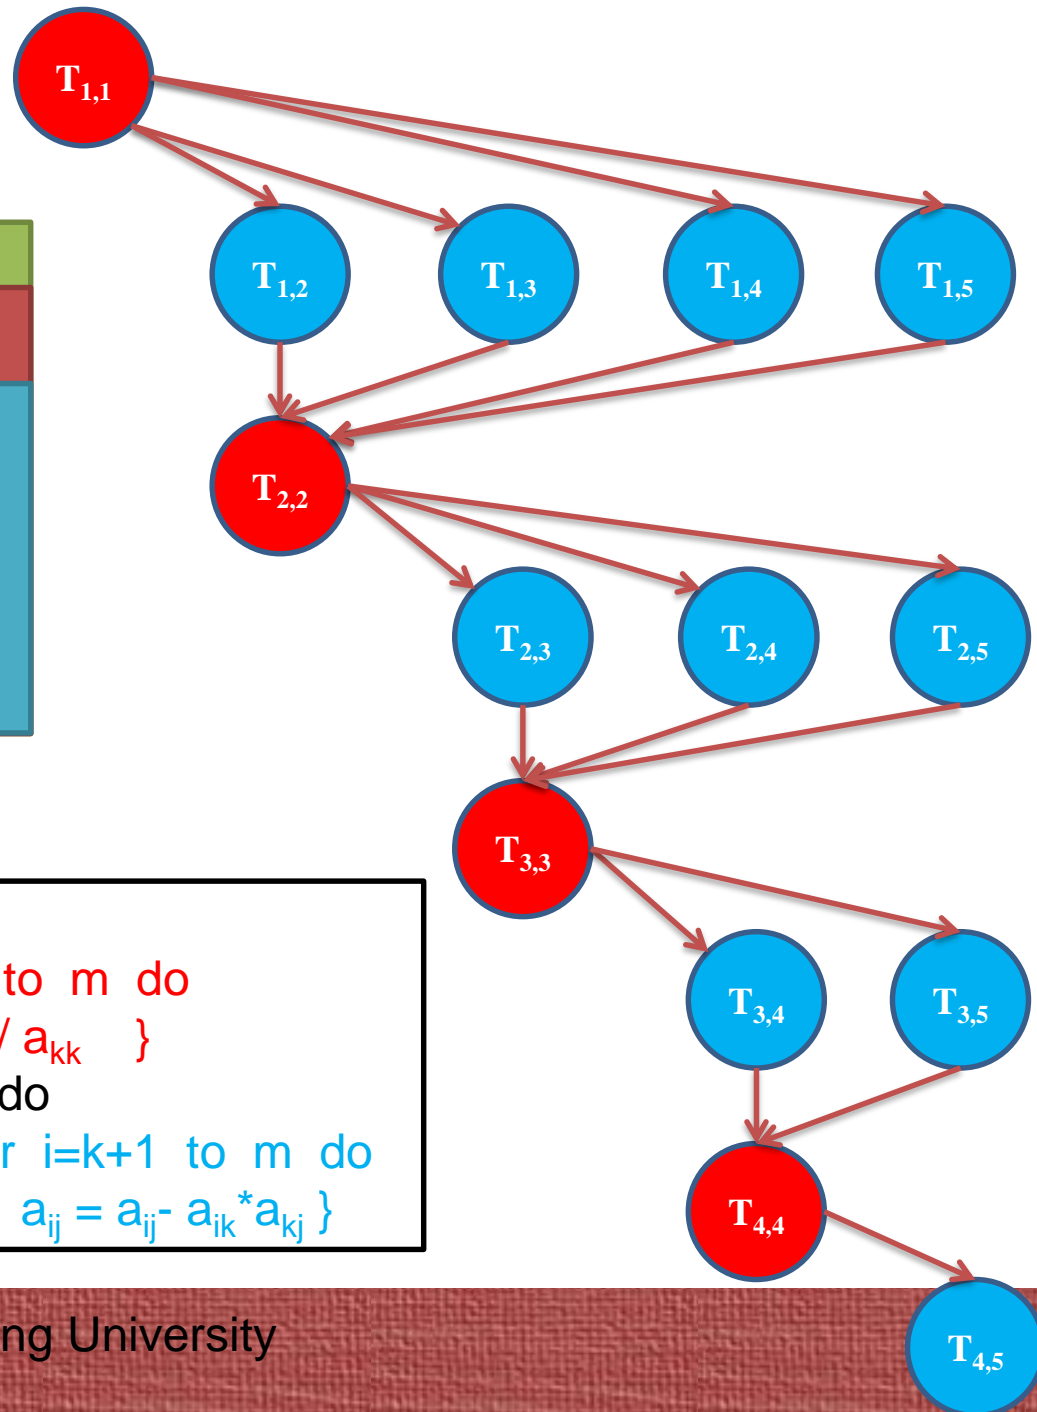 T1,1
T1,2 T1,3 T1,4 T1,5
T2,2
T2,3 T2,4 T2,5
T3,3
T3,4 T3,5
T4,4
T4,5
to m do
/ akk }
do
r i=k+1 to m do
aij = aij- aik*akj }
ng University